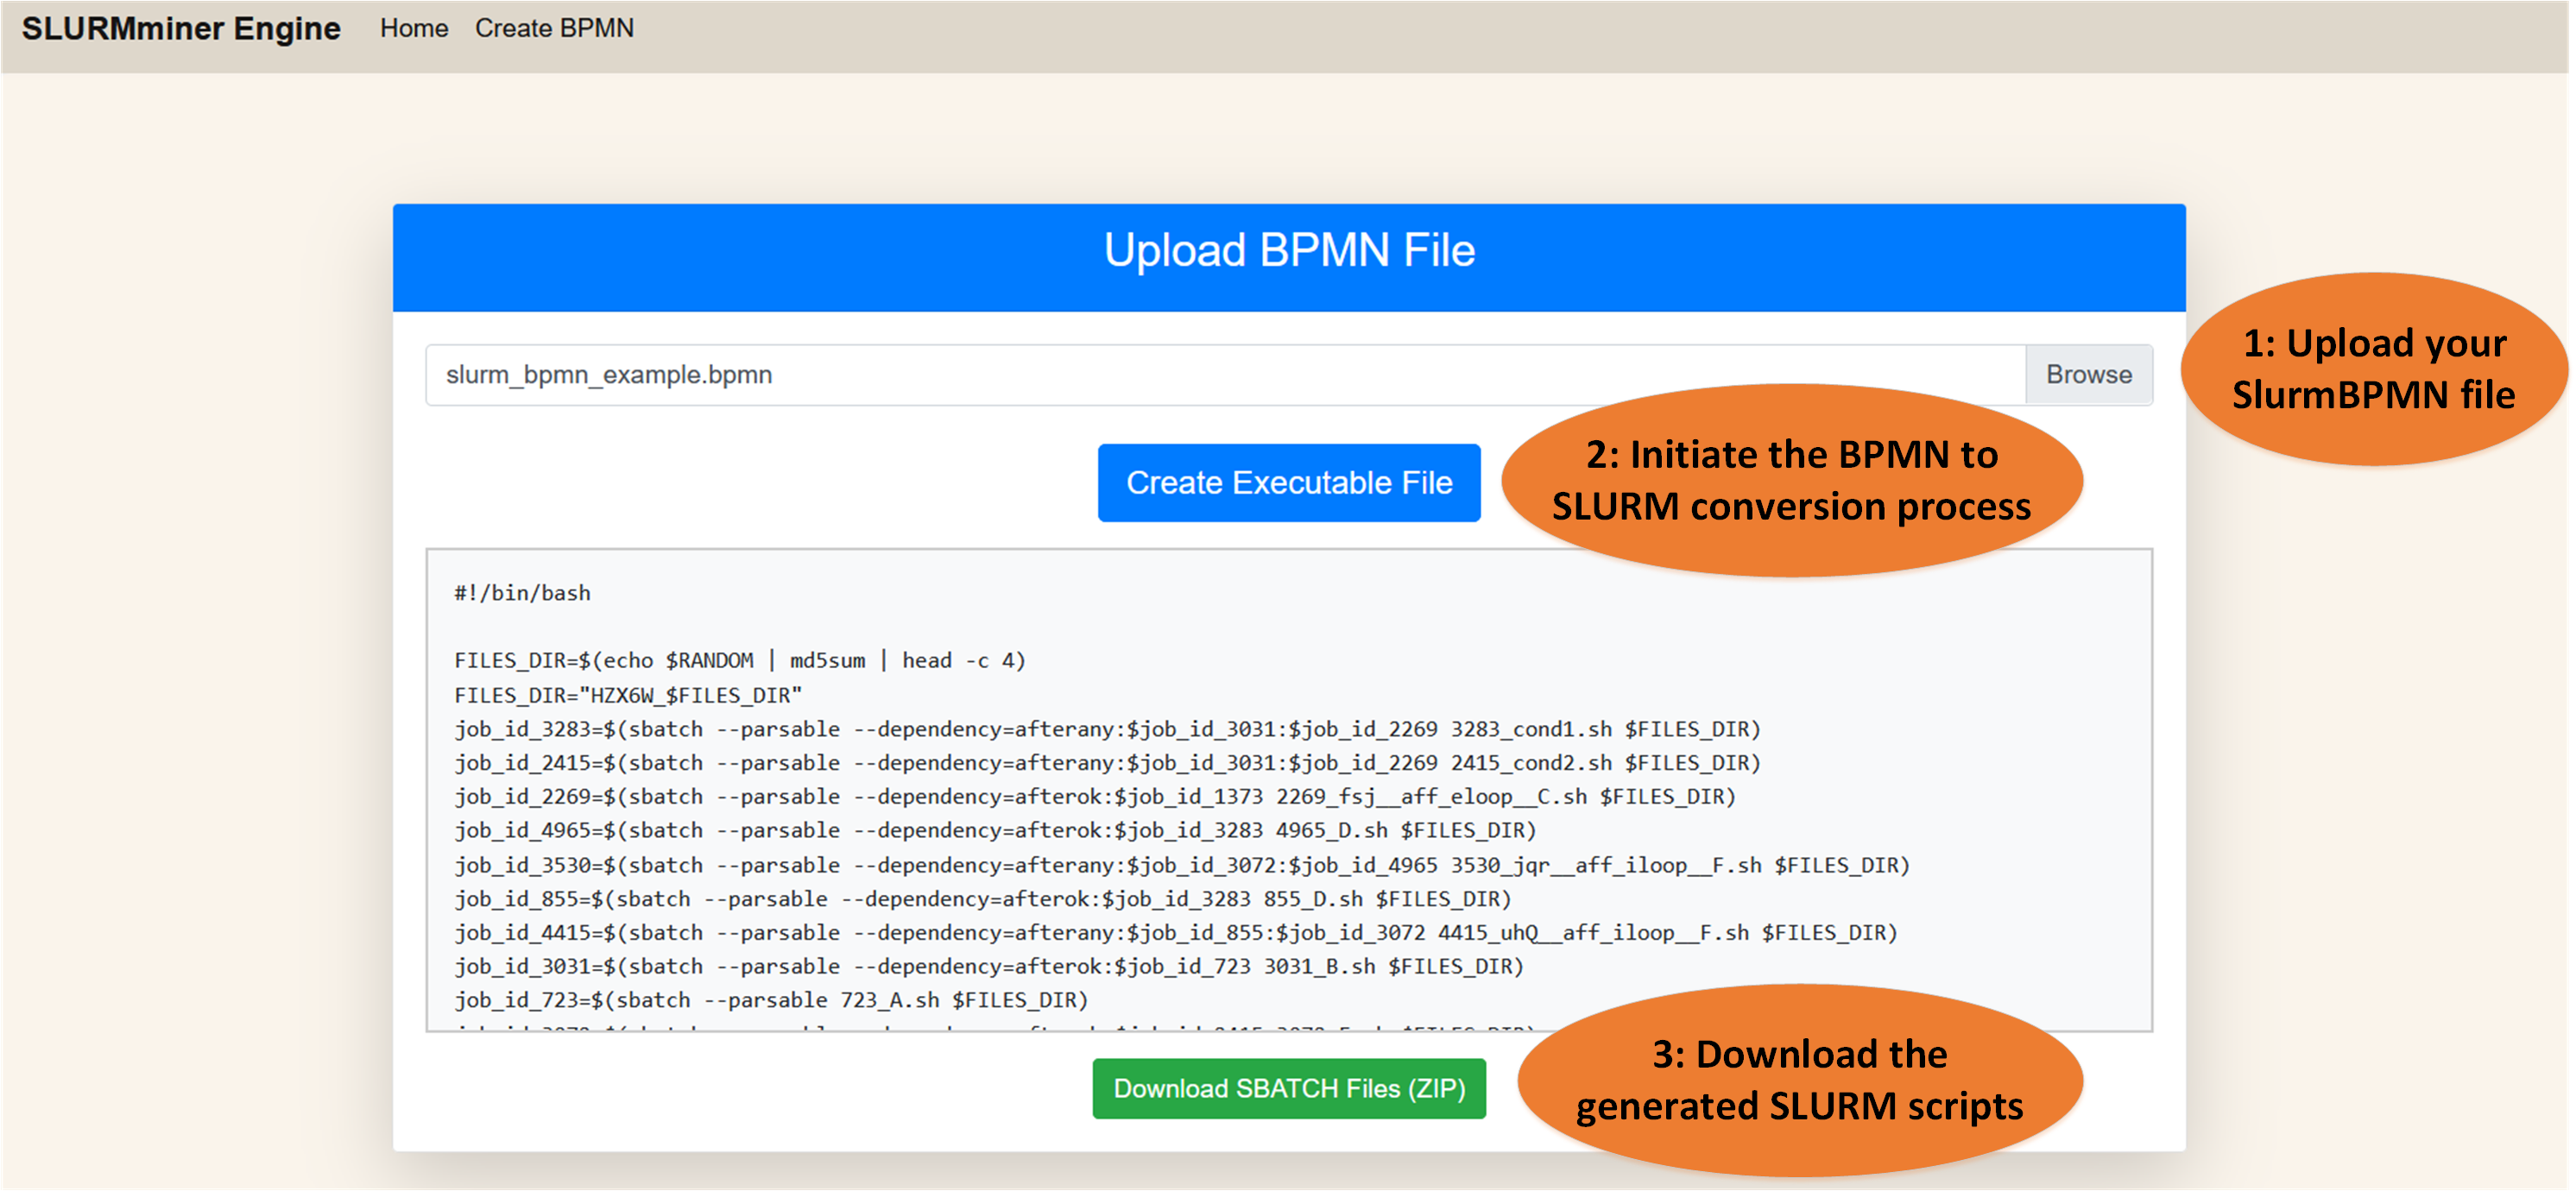 SLURMminer Engine Home Create BPMN
Upload BPMN File
slurm_bpmn_example.bpmn Browse
1: Upload your
SlurmBPMN file
Create Executable File
2: Initiate the BPMN to
SLURM conversion process
#!/bin/bash
FILES_DIR=$(echo $RANDOM | md5sum | head -c 4)
FILES_DIR="HZX6W_$FILES_DIR"
job_id_3283=$(sbatch --parsable --dependency=afterany:$job_id_3031:$job_id_2269 3283_cond1.sh $FILES_DIR)
job_id_2415=$(sbatch --parsable --dependency=afterany:$job_id_3031:$job_id_2269 2415_cond2.sh $FILES_DIR)
job_id_2269=$(sbatch --parsable --dependency=afterok:$job_id_1373 2269_fsj__aff_eloop__C.sh $FILES_DIR)
job_id_4965=$(sbatch --parsable --dependency=afterok:$job_id_3283 4965_D.sh $FILES_DIR)
job_id_3530=$(sbatch --parsable --dependency=afterany:$job_id_3072:$job_id_4965 3530_jqr__aff_iloop__F.sh $FILES_DIR)
job_id_855=$(sbatch --parsable --dependency=afterok:$job_id_3283 855_D.sh $FILES_DIR)
job_id_4415=$(sbatch --parsable --dependency=afterany:$job_id_855:$job_id_3072 4415_uhQ__aff_iloop__F.sh $FILES_DIR)
job_id_3031=$(sbatch --parsable --dependency=afterok:$job_id_723 3031_B.sh $FILES_DIR)
job_id_723=$(sbatch --parsable 723_A.sh $FILES_DIR)
Download SBATCH Files (ZIP)
3: Download the
generated SLURM scripts